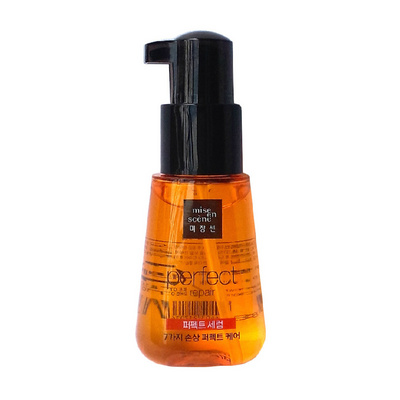 mise
en
scène
미장센
perfect
repair
퍼펙트 세럼
7가지 손상 퍼펙트 케어